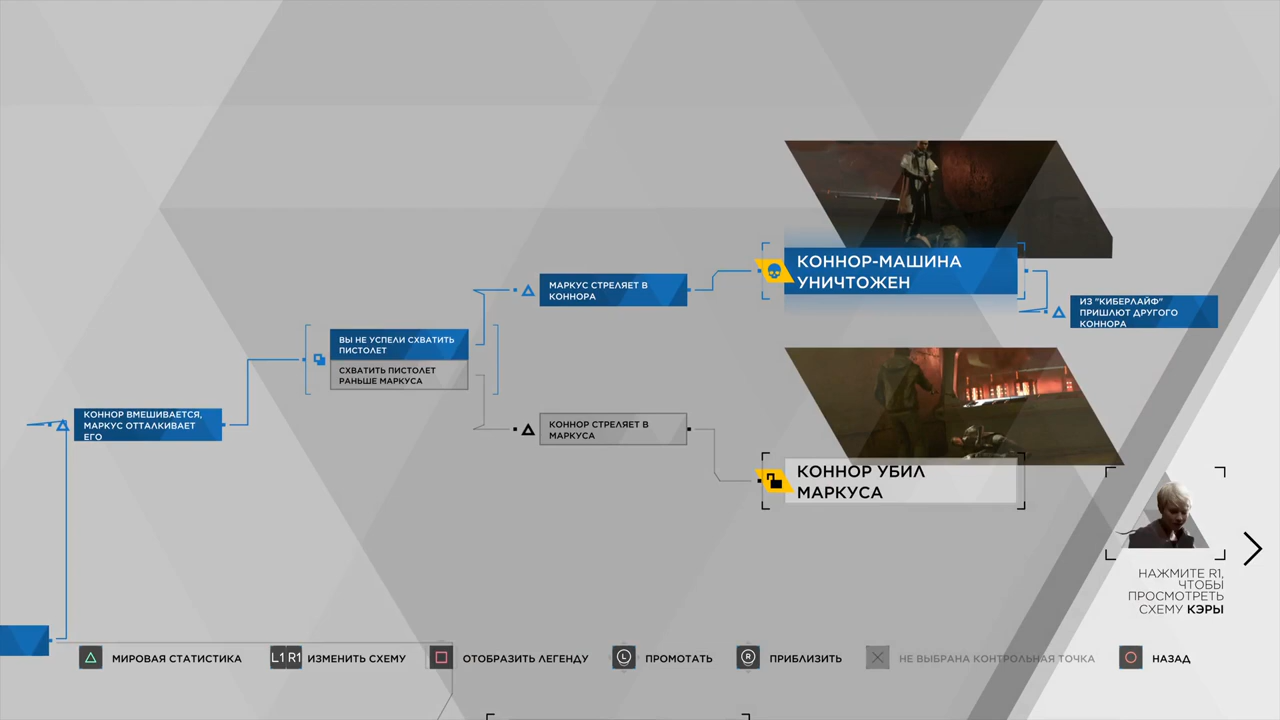 КОННОР-МАШИНА
УНИЧТОЖЕН
МАРКУС СТРЕЛЯЕТ В
КОННОРА
ИЗ "КИБЕРЛАЙФ"
ПРИШЛЮТ ДРУГОГО
КОННОРА
ВЫ НЕ УСПЕЛИ СХВАТИТЬ
ПИСТОЛЕТ
СХВАТИТЬ ПИСТОЛЕТ
РАНЬШЕ МАРКУСА
КОННОР ВМЕШИВАЕТСЯ,
МАРКУС ОТТАЛКИВАЕТ
ЕГО
КОННОР СТРЕЛЯЕТ В
МАРКУСА
КОННОР УБИЛ
МАРКУСА
НАЖМИТЕ R1,
ЧТОБЫ
ПРОСМОТРЕТЬ
СХЕМУ КЭРЫ
МИРОВАЯ СТАТИСТИКА
L1 R1 ИЗМЕНИТЬ СХЕМУ
ОТОБРАЗИТЬ ЛЕГЕНДУ
L ПРОМОТАТЬ
R ПРИБЛИЗИТЬ
НЕ ВЫБРАНА КОНТРОЛЬНАЯ ТОЧКА
НАЗАД